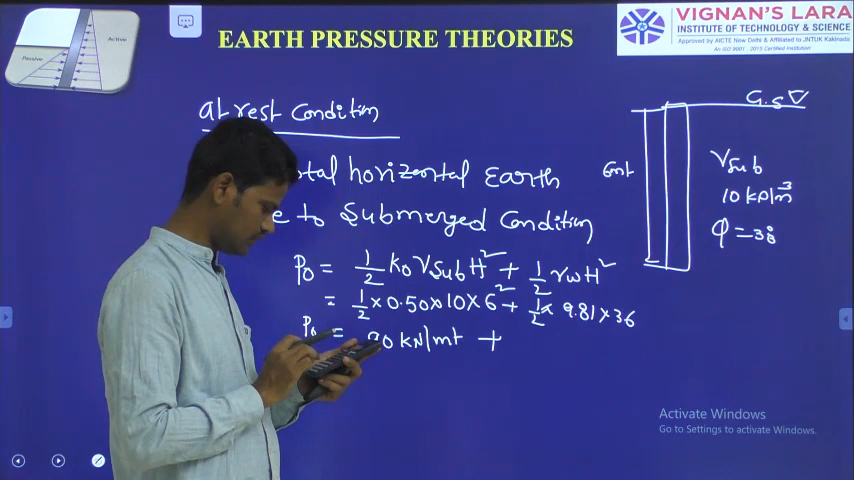 Active
Passive
EARTH PRESSURE THEORIES
VIGNAN'S LARA
INSTITUTE OF TECHNOLOGY & SCIENCE
Approved by AICTE New Delhi & Affiliated to JNTUK Kakinada
An ISO 9001 : 2015 Certified Institution
at rest Condition
G.S▽
otal horizontal Earth
6mt
γsub
10 kN/m³
e to Submerged Condition
φ = 38°
P0 = 1/2 K0 γsub H² + 1/2 γw H²
= 1/2 × 0.50 × 10 × 6² + 1/2 × 9.81 × 36
P0 = 90 kN/mt +
Activate Windows
Go to Settings to activate Windows.